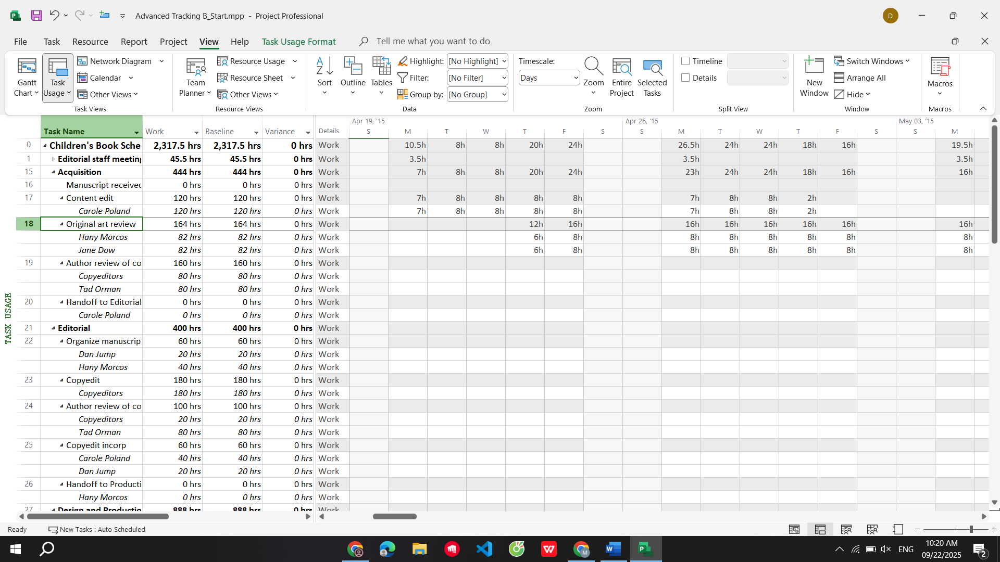 Advanced Tracking B_Start.mpp - Project Professional
D
File Task Resource Report Project View Help Task Usage Format Tell me what you want to do
Gantt Chart
Task Usage
Network Diagram
Calendar
Other Views
Task Views
Team Planner
Resource Usage
Resource Sheet
Other Views
Resource Views
Sort
Outline
Tables
Highlight: [No Highlight]
Filter: [No Filter]
Group by: [No Group]
Data
Timescale:
Days
Zoom
Entire Project
Selected Tasks
Zoom
Timeline
Details
Split View
New Window
Switch Windows
Arrange All
Hide
Window
Macros
Macros
Apr 19, '15 Apr 26, '15 May 03, '15
Task Name Work Baseline Variance Details S M T W T F S S M T W T F S S M
0 Children's Book Sche 2,317.5 hrs 2,317.5 hrs 0 hrs Work 10.5h 8h 8h 20h 24h 26.5h 24h 24h 18h 16h 19.5h
1 Editorial staff meeting 45.5 hrs 45.5 hrs 0 hrs Work 3.5h 3.5h 3.5h
15 Acquisition 444 hrs 444 hrs 0 hrs Work 7h 8h 8h 20h 24h 23h 24h 24h 18h 16h 16h
16 Manuscript received 0 hrs 0 hrs 0 hrs Work
17 Content edit 120 hrs 120 hrs 0 hrs Work 7h 8h 8h 8h 8h 7h 8h 8h 2h
Carole Poland 120 hrs 120 hrs 0 hrs Work 7h 8h 8h 8h 8h 7h 8h 8h 2h
18 Original art review 164 hrs 164 hrs 0 hrs Work 12h 16h 16h 16h 16h 16h 16h 16h
Hany Morcos 82 hrs 82 hrs 0 hrs Work 6h 8h 8h 8h 8h 8h 8h 8h
Jane Dow 82 hrs 82 hrs 0 hrs Work 6h 8h 8h 8h 8h 8h 8h 8h
19 Author review of co 160 hrs 160 hrs 0 hrs Work
Copyeditors 80 hrs 80 hrs 0 hrs Work
Tad Orman 80 hrs 80 hrs 0 hrs Work
20 Handoff to Editorial 0 hrs 0 hrs 0 hrs Work
Carole Poland 0 hrs 0 hrs 0 hrs Work
21 Editorial 400 hrs 400 hrs 0 hrs Work
22 Organize manuscrip 60 hrs 60 hrs 0 hrs Work
Dan Jump 20 hrs 20 hrs 0 hrs Work
Hany Morcos 40 hrs 40 hrs 0 hrs Work
23 Copyedit 180 hrs 180 hrs 0 hrs Work
Copyeditors 180 hrs 180 hrs 0 hrs Work
24 Author review of co 100 hrs 100 hrs 0 hrs Work
Copyeditors 20 hrs 20 hrs 0 hrs Work
Tad Orman 80 hrs 80 hrs 0 hrs Work
25 Copyedit incorp 60 hrs 60 hrs 0 hrs Work
Carole Poland 40 hrs 40 hrs 0 hrs Work
Dan Jump 20 hrs 20 hrs 0 hrs Work
26 Handoff to Producti 0 hrs 0 hrs 0 hrs Work
Hany Morcos 0 hrs 0 hrs 0 hrs Work
27 Design and Productio 888 hrs 888 hrs 0 hrs Work
TASK USAGE
Ready New Tasks : Auto Scheduled
ENG
10:20 AM
09/22/2025
2